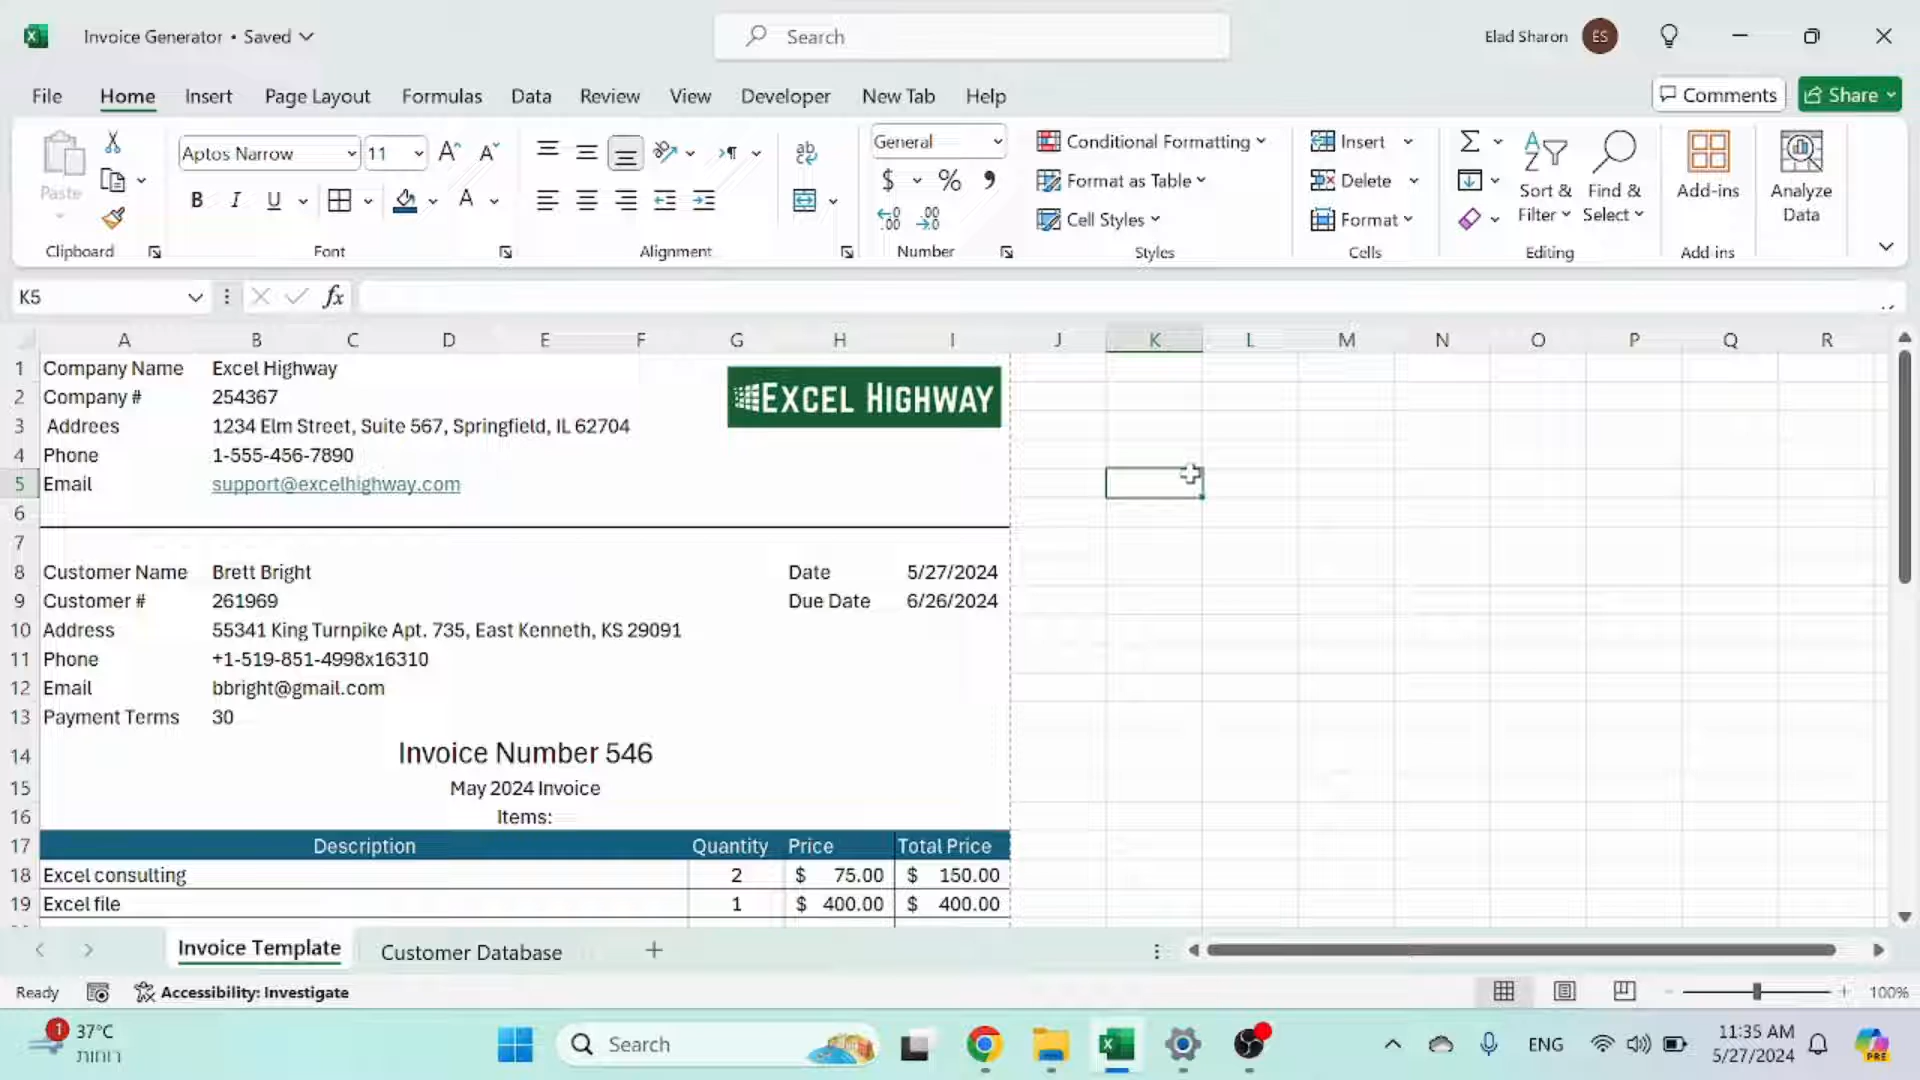 Invoice Generator • Saved
Search
Elad Sharon
ES
File Home Insert Page Layout Formulas Data Review View Developer New Tab Help
Comments
Share
Paste
Clipboard
Aptos Narrow
11
B I U
Font
Alignment
General
$ % 9
Number
Conditional Formatting
Format as Table
Cell Styles
Styles
Insert
Delete
Format
Cells
Sort & Filter
Find & Select
Editing
Add-ins
Add-ins
Analyze Data
K5
fx
A B C D E F G H I J K L M N O P Q R
1 Company Name Excel Highway
EXCEL HIGHWAY
2 Company # 254367
3 Addrees 1234 Elm Street, Suite 567, Springfield, IL 62704
4 Phone 1-555-456-7890
5 Email support@excelhighway.com
6
7
8 Customer Name Brett Bright Date 5/27/2024
9 Customer # 261969 Due Date 6/26/2024
10 Address 55341 King Turnpike Apt. 735, East Kenneth, KS 29091
11 Phone +1-519-851-4998x16310
12 Email bbright@gmail.com
13 Payment Terms 30
14 Invoice Number 546
15 May 2024 Invoice
16 Items:
17 Description Quantity Price Total Price
18 Excel consulting 2 $ 75.00 $ 150.00
19 Excel file 1 $ 400.00 $ 400.00
Invoice Template Customer Database
Ready
Accessibility: Investigate
100%
1
37°C
רוחות
Search
ENG
11:35 AM
5/27/2024
PRE